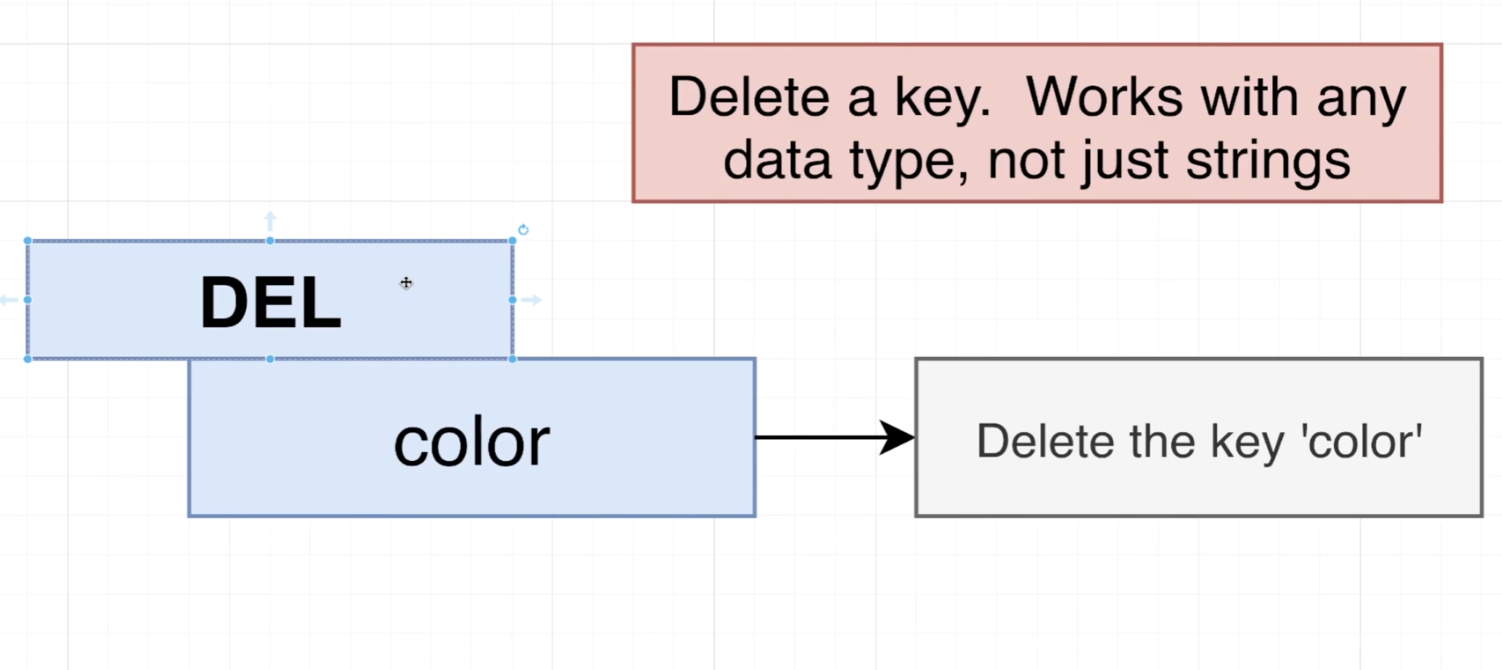 Delete a key.  Works with any
data type, not just strings
DEL
color
Delete the key 'color'